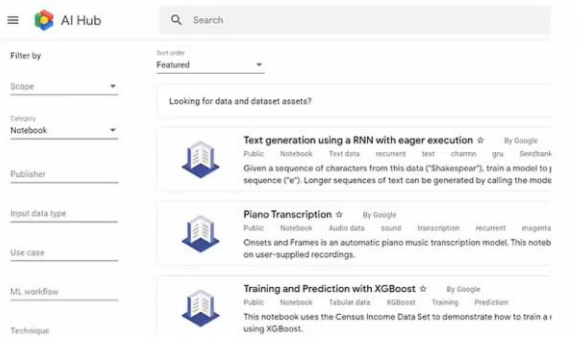 AI Hub
Search
Filter by
Scope
Category
Notebook
Publisher
Input data type
Use case
ML workflow
Technique
Sort order
Featured
Looking for data and dataset assets?
Text generation using a RNN with eager execution ☆ By Google
Public Notebook Text data recurrent text charrnn gru Seedbank
Given a sequence of characters from this data ("Shakespear"), train a model to
sequence ("e"). Longer sequences of text can be generated by calling the mode
Piano Transcription ☆ By Google
Public Notebook Audio data sound transcription recurrent magenta
Onsets and Frames is an automatic piano music transcription model. This noteb
on user-supplied recordings.
Training and Prediction with XGBoost ☆ By Google
Public Notebook Tabular data XGBoost Training Prediction
This notebook uses the Census Income Data Set to demonstrate how to train a
using XGBoost.